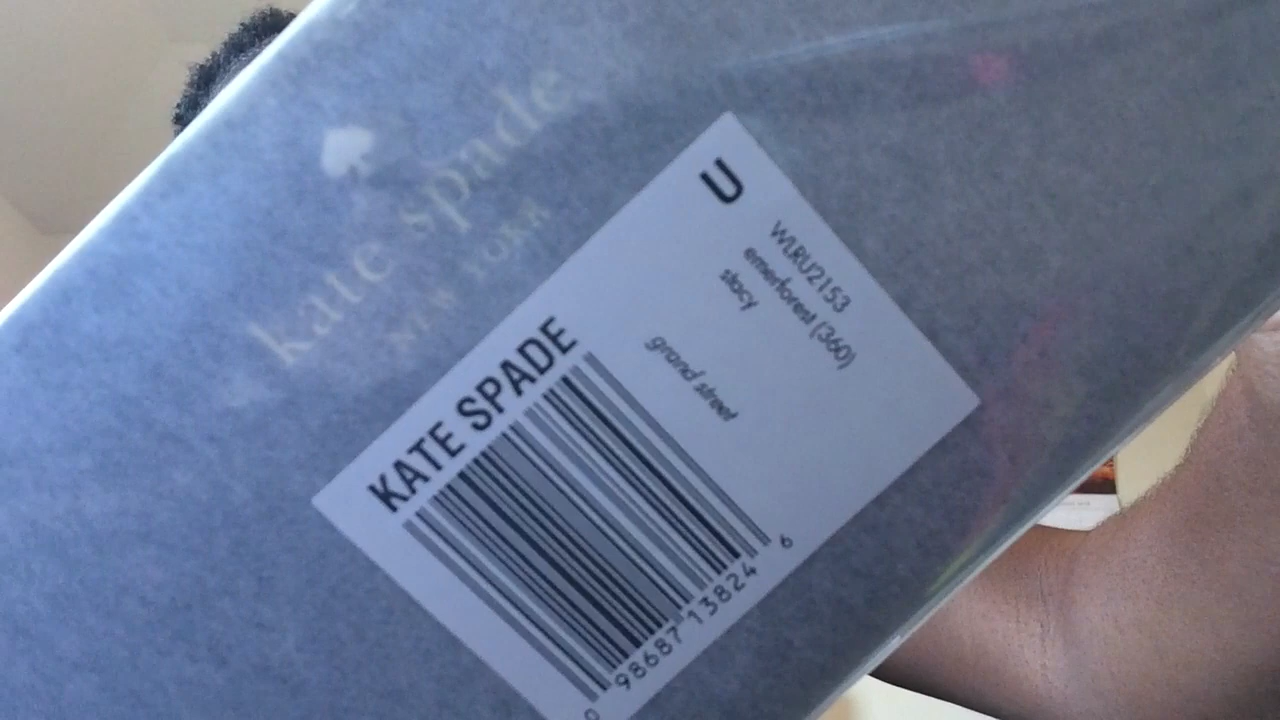 kate spade
NEW YORK
U
WLRU2153
emerforest (360)
stacy
grand street
KATE SPADE
0 98687 13824 6